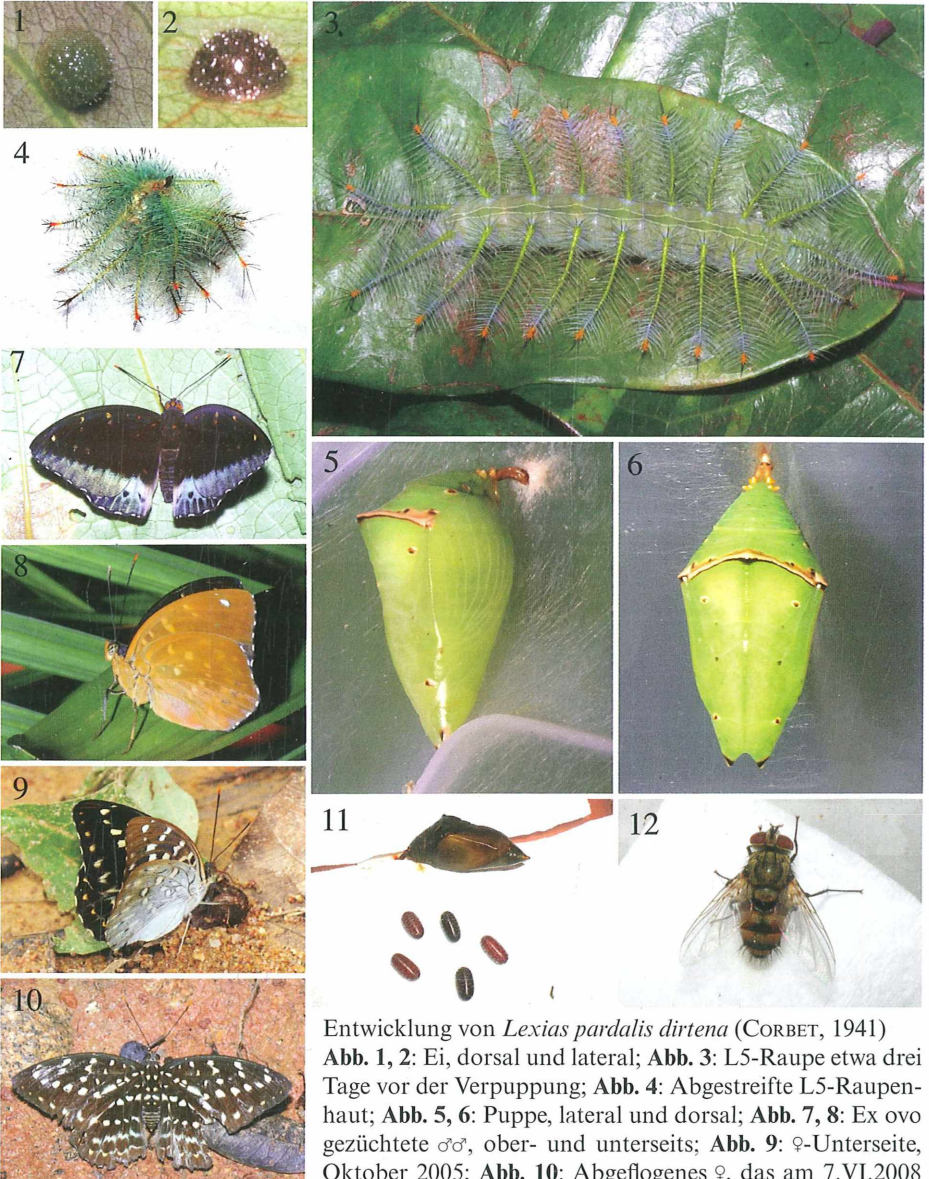 1
2
3
4
5
6
7
8
9
10
11
12
Entwicklung von Lexias pardalis dirtena (CORBET, 1941)
Abb. 1, 2: Ei, dorsal und lateral; Abb. 3: L5-Raupe etwa drei
Tage vor der Verpuppung; Abb. 4: Abgestreifte L5-Raupen-
haut; Abb. 5, 6: Puppe, lateral und dorsal; Abb. 7, 8: Ex ovo
gezüchtete ♂♂, ober- und unterseits; Abb. 9: ♀-Unterseite,
Oktober 2005; Abb. 10: Abgeflogenes ♀, das am 7.VI.2008